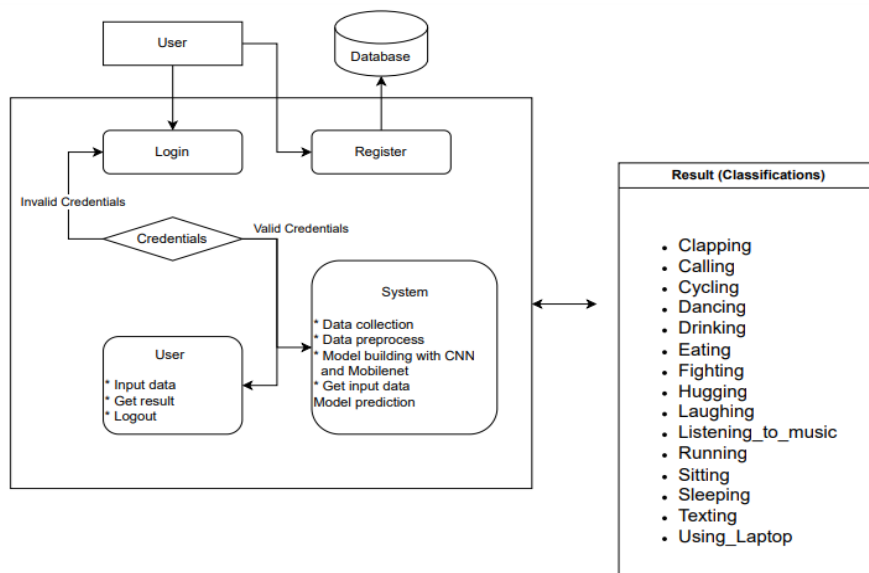 User
Database
Login
Register
Invalid Credentials
Credentials
Valid Credentials
System
* Data collection
* Data preprocess
* Model building with CNN
and Mobilenet
* Get input data
Model prediction
User
* Input data
* Get result
* Logout
Result (Classifications)
• Clapping
• Calling
• Cycling
• Dancing
• Drinking
• Eating
• Fighting
• Hugging
• Laughing
• Listening_to_music
• Running
• Sitting
• Sleeping
• Texting
• Using_Laptop